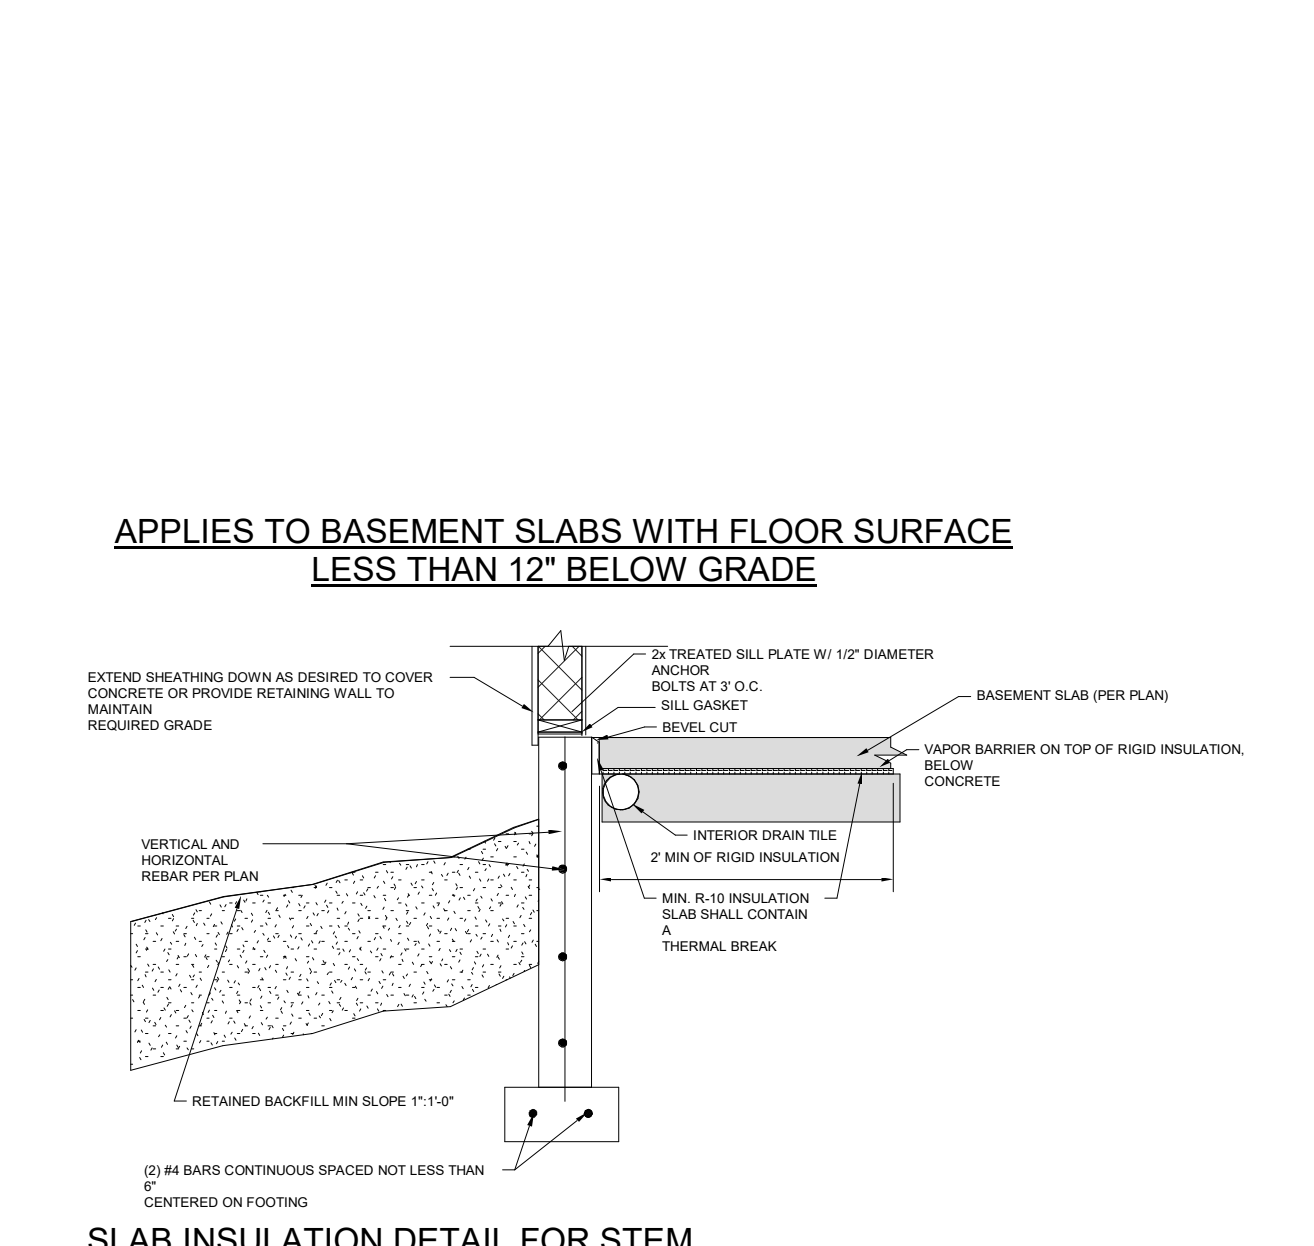 APPLIES TO BASEMENT SLABS WITH FLOOR SURFACE
LESS THAN 12" BELOW GRADE
2x TREATED SILL PLATE W/ 1/2" DIAMETER
ANCHOR
BOLTS AT 3' O.C.
EXTEND SHEATHING DOWN AS DESIRED TO COVER
CONCRETE OR PROVIDE RETAINING WALL TO
MAINTAIN
REQUIRED GRADE
SILL GASKET
BEVEL CUT
BASEMENT SLAB (PER PLAN)
VAPOR BARRIER ON TOP OF RIGID INSULATION,
BELOW
CONCRETE
INTERIOR DRAIN TILE
2' MIN OF RIGID INSULATION
VERTICAL AND
HORIZONTAL
REBAR PER PLAN
MIN. R-10 INSULATION
SLAB SHALL CONTAIN
A
THERMAL BREAK
RETAINED BACKFILL MIN SLOPE 1":1'-0"
(2) #4 BARS CONTINUOUS SPACED NOT LESS THAN
6"
CENTERED ON FOOTING
SLAB INSULATION DETAIL FOR STEM